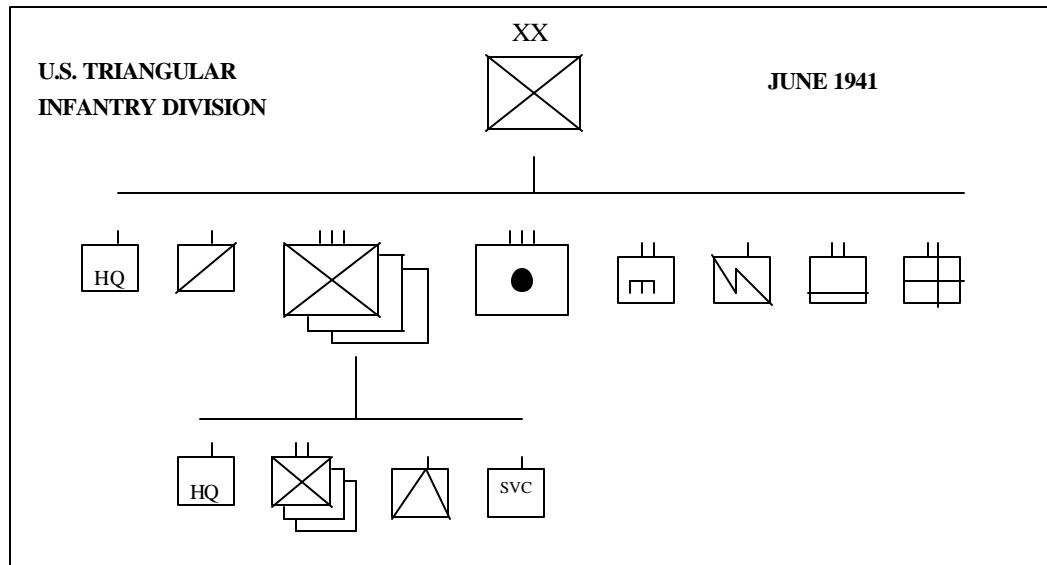 XX
U.S. TRIANGULAR
INFANTRY DIVISION
JUNE 1941
HQ
HQ
SVC